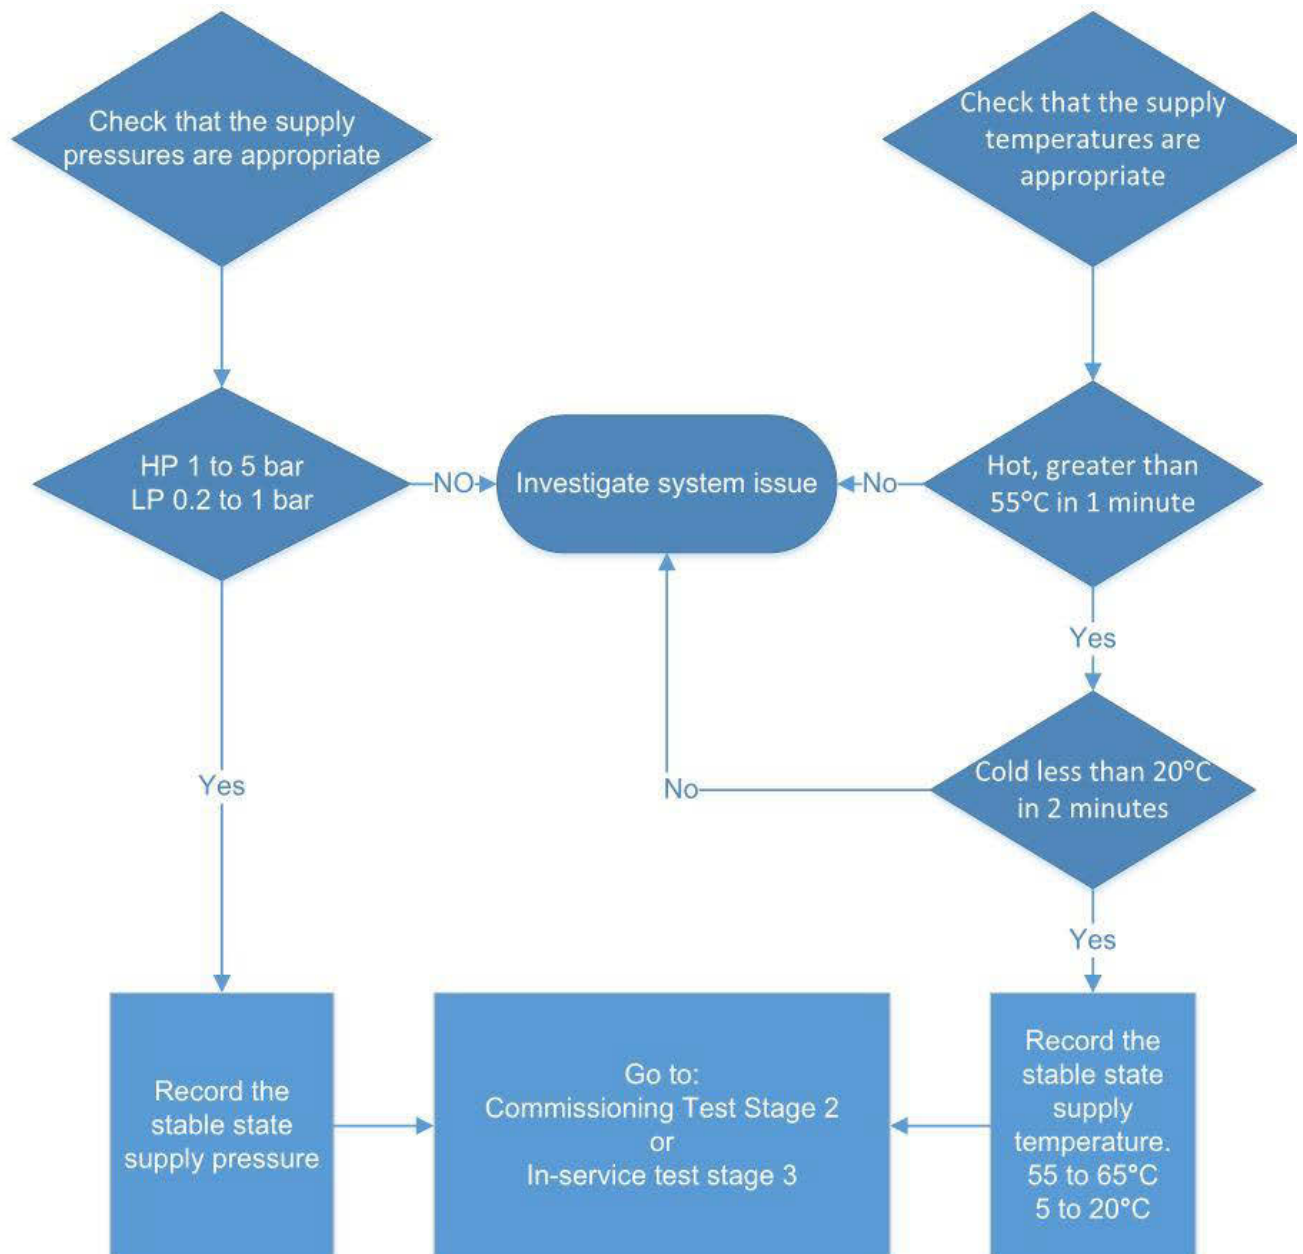 Check that the supply
pressures are appropriate
Check that the supply
temperatures are
appropriate
HP 1 to 5 bar
LP 0.2 to 1 bar
NO
Investigate system issue
No
Hot, greater than
55°C in 1 minute
Yes
Yes
No
Cold less than 20°C
in 2 minutes
Yes
Record the
stable state
supply pressure
Go to:
Commissioning Test Stage 2
or
In-service test stage 3
Record the
stable state
supply
temperature.
55 to 65°C
5 to 20°C